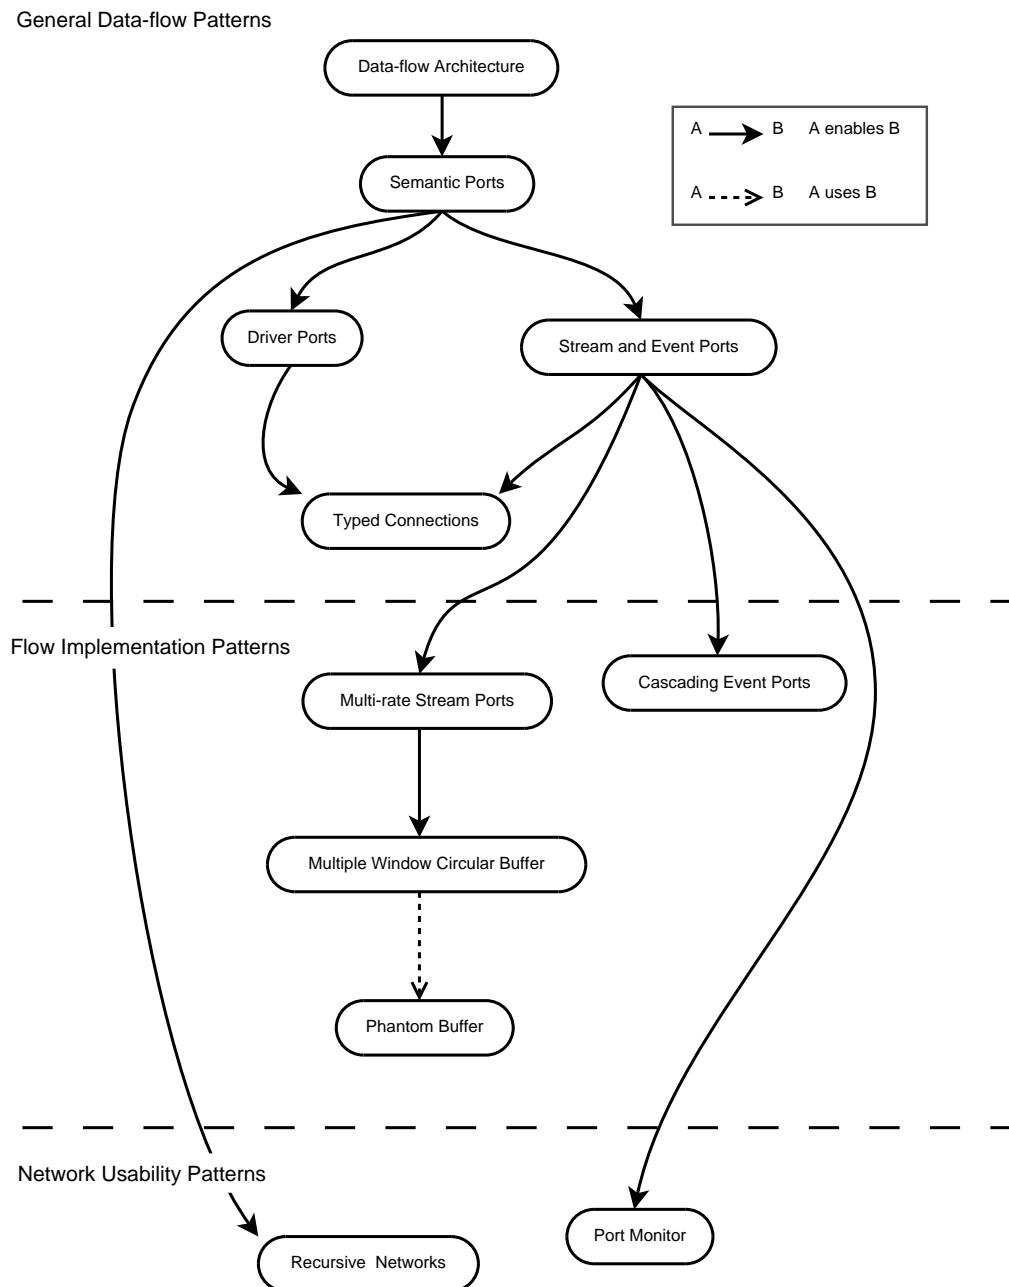 General Data-flow Patterns
Data-flow Architecture
A B A enables B
Semantic Ports
A B A uses B
Driver Ports
Stream and Event Ports
Typed Connections
Flow Implementation Patterns
Cascading Event Ports
Multi-rate Stream Ports
Multiple Window Circular Buffer
Phantom Buffer
Network Usability Patterns
Port Monitor
Recursive Networks